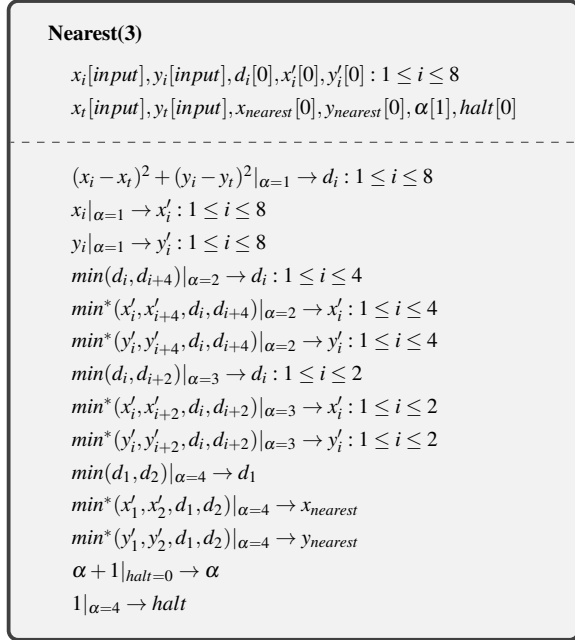 Nearest(3)
x_i[input], y_i[input], d_i[0], x′_i[0], y′_i[0] : 1 ≤ i ≤ 8
x_t[input], y_t[input], x_nearest[0], y_nearest[0], α[1], halt[0]
(x_i − x_t)² + (y_i − y_t)²|_{α=1} → d_i : 1 ≤ i ≤ 8
x_i|_{α=1} → x′_i : 1 ≤ i ≤ 8
y_i|_{α=1} → y′_i : 1 ≤ i ≤ 8
min(d_i, d_{i+4})|_{α=2} → d_i : 1 ≤ i ≤ 4
min*(x′_i, x′_{i+4}, d_i, d_{i+4})|_{α=2} → x′_i : 1 ≤ i ≤ 4
min*(y′_i, y′_{i+4}, d_i, d_{i+4})|_{α=2} → y′_i : 1 ≤ i ≤ 4
min(d_i, d_{i+2})|_{α=3} → d_i : 1 ≤ i ≤ 2
min*(x′_i, x′_{i+2}, d_i, d_{i+2})|_{α=3} → x′_i : 1 ≤ i ≤ 2
min*(y′_i, y′_{i+2}, d_i, d_{i+2})|_{α=3} → y′_i : 1 ≤ i ≤ 2
min(d_1, d_2)|_{α=4} → d_1
min*(x′_1, x′_2, d_1, d_2)|_{α=4} → x_nearest
min*(y′_1, y′_2, d_1, d_2)|_{α=4} → y_nearest
α + 1|_{halt=0} → α
1|_{α=4} → halt